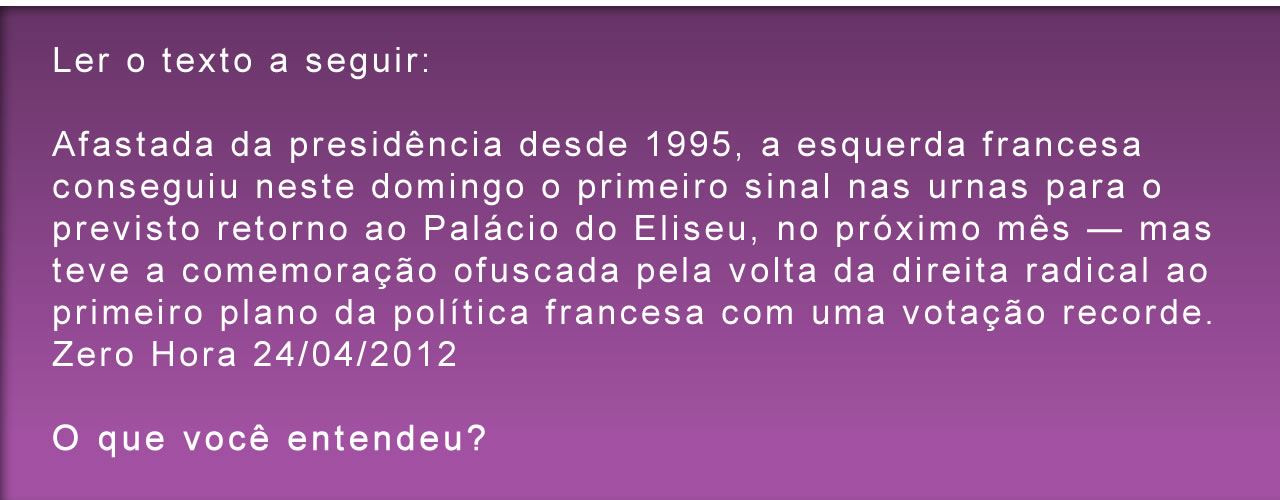 Ler o texto a seguir:
Afastada da presidência desde 1995, a esquerda francesa
conseguiu neste domingo o primeiro sinal nas urnas para o
previsto retorno ao Palácio do Eliseu, no próximo mês — mas
teve a comemoração ofuscada pela volta da direita radical ao
primeiro plano da política francesa com uma votação recorde.
Zero Hora 24/04/2012
O que você entendeu?